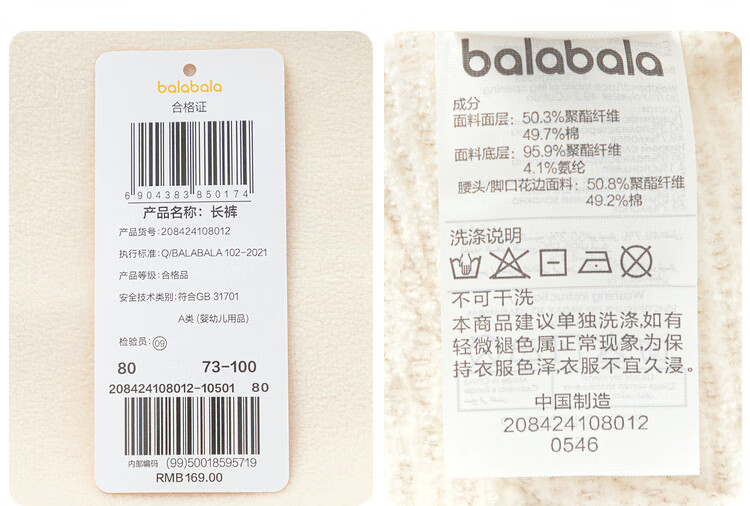 balabala
合格证
6904383850174
产品名称：长裤
产品货号：208424108012
执行标准：Q/BALABALA 102-2021
产品等级：合格品
安全技术类别：符合GB 31701
A类 (婴幼儿用品)
检验员：09
80 73-100
208424108012-10501 80
内部编码 (99)50018595719
RMB169.00
balabala
成分
面料面层：50.3%聚酯纤维
49.7%棉
面料底层：95.9%聚酯纤维
4.1%氨纶
腰头/脚口花边面料：50.8%聚酯纤维
49.2%棉
洗涤说明
不可干洗
本商品建议单独洗涤,如有
轻微褪色属正常现象,为保
持衣服色泽,衣服不宜久浸。
中国制造
208424108012
0546